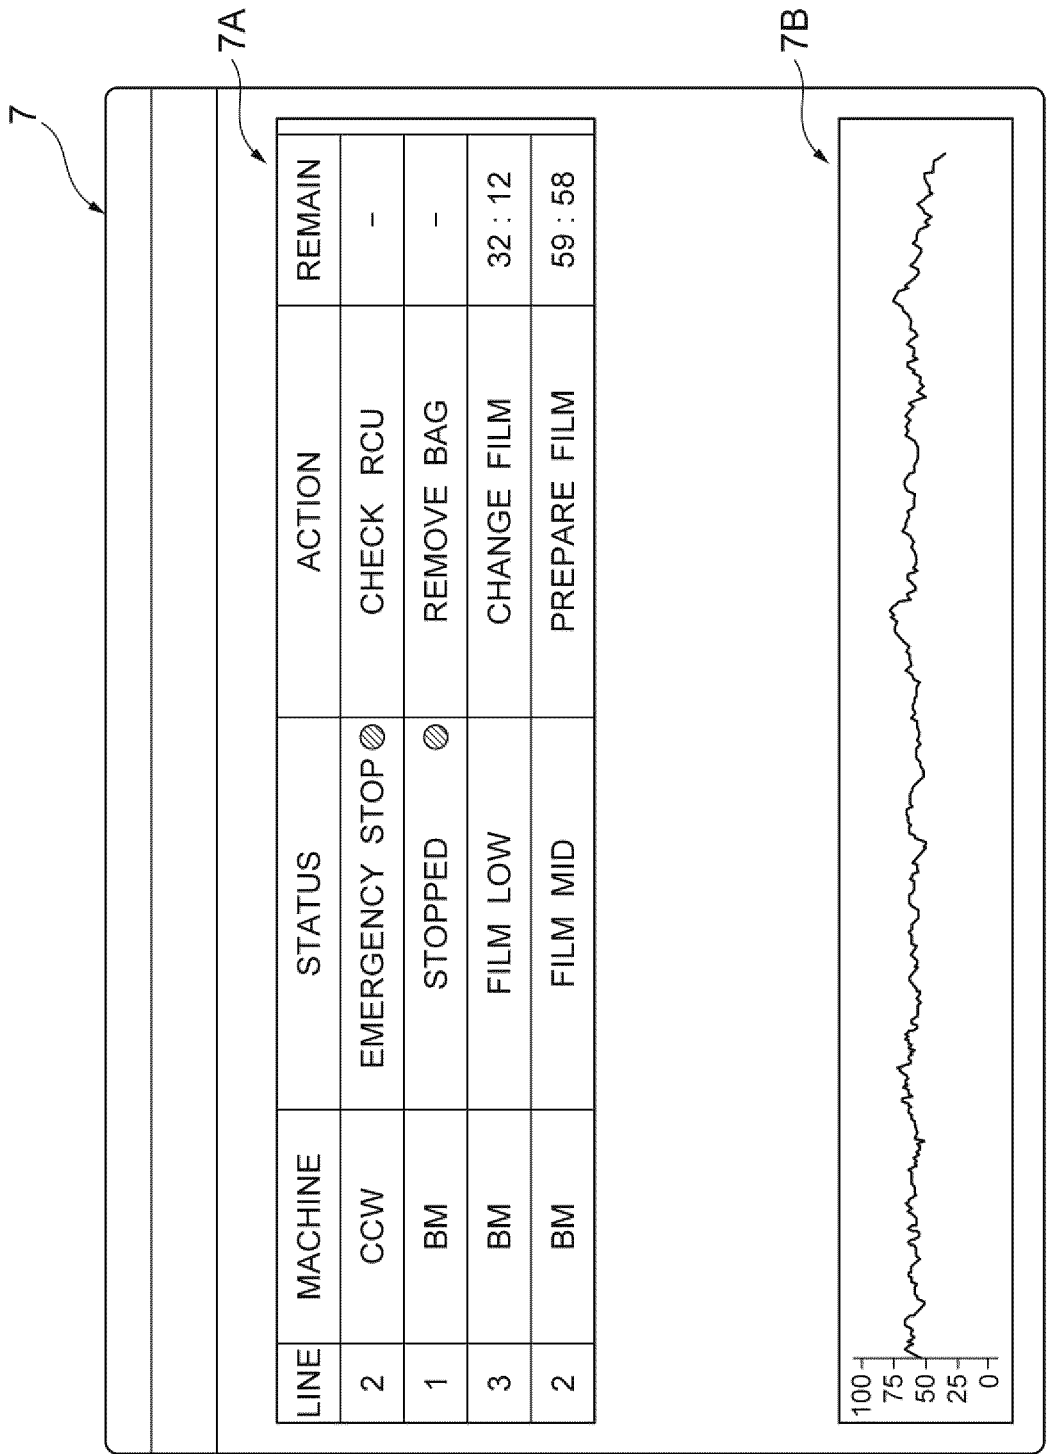 7
7A
LINE MACHINE STATUS ACTION REMAIN
2 CCW EMERGENCY STOP CHECK RCU -
1 BM STOPPED REMOVE BAG -
3 BM FILM LOW CHANGE FILM 32 : 12
2 BM FILM MID PREPARE FILM 59 : 58
7B
100
75
50
25
0